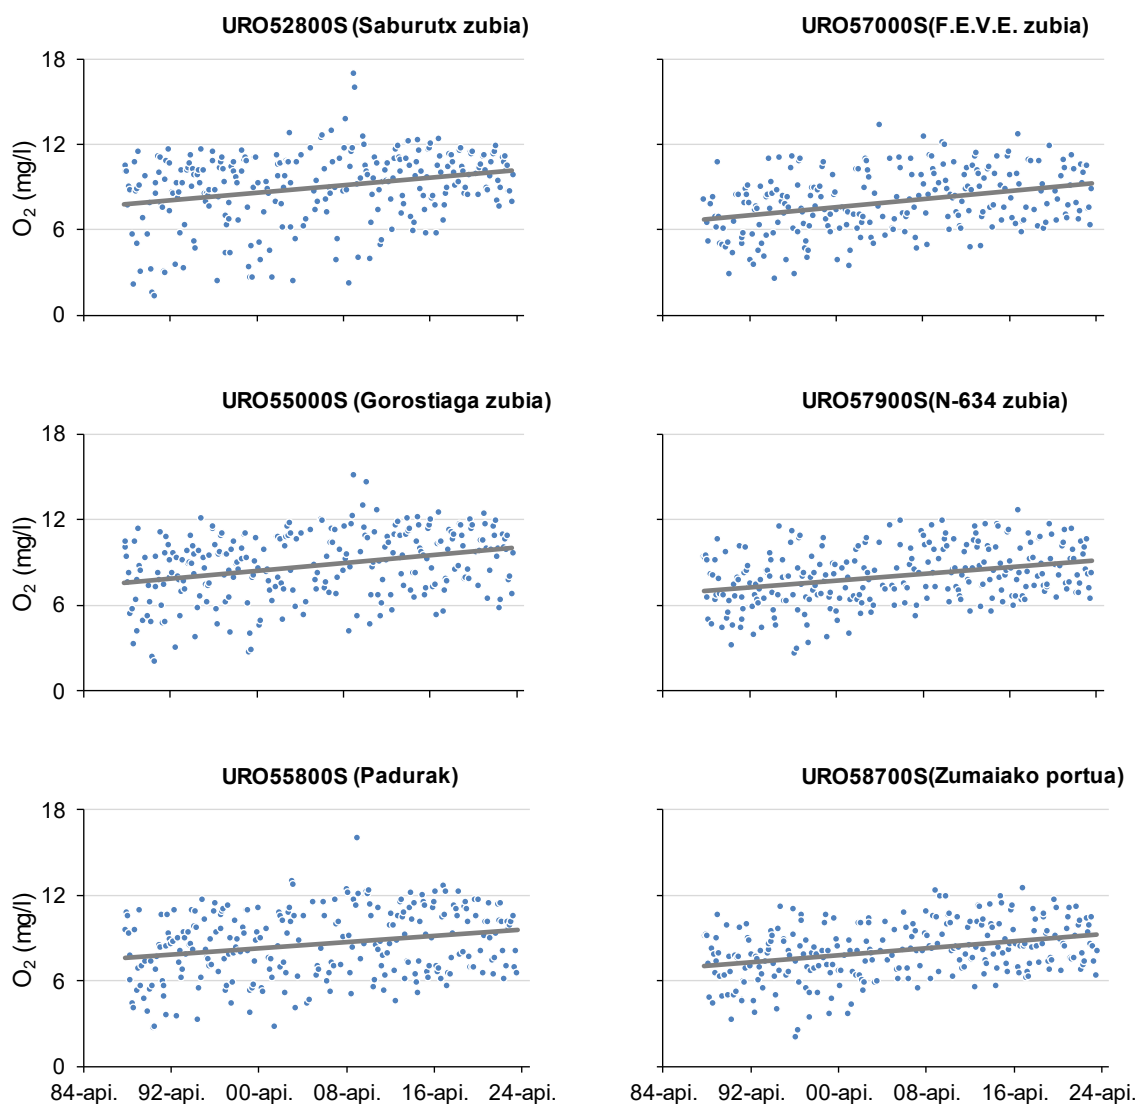 URO52800S (Saburutx zubia)
URO57000S(F.E.V.E. zubia)
18
12
6
0
O₂ (mg/l)
URO55000S (Gorostiaga zubia)
URO57900S(N-634 zubia)
18
12
6
0
O₂ (mg/l)
URO55800S (Padurak)
URO58700S(Zumaiako portua)
18
12
6
0
O₂ (mg/l)
84-api. 92-api. 00-api. 08-api. 16-api. 24-api.
84-api. 92-api. 00-api. 08-api. 16-api. 24-api.